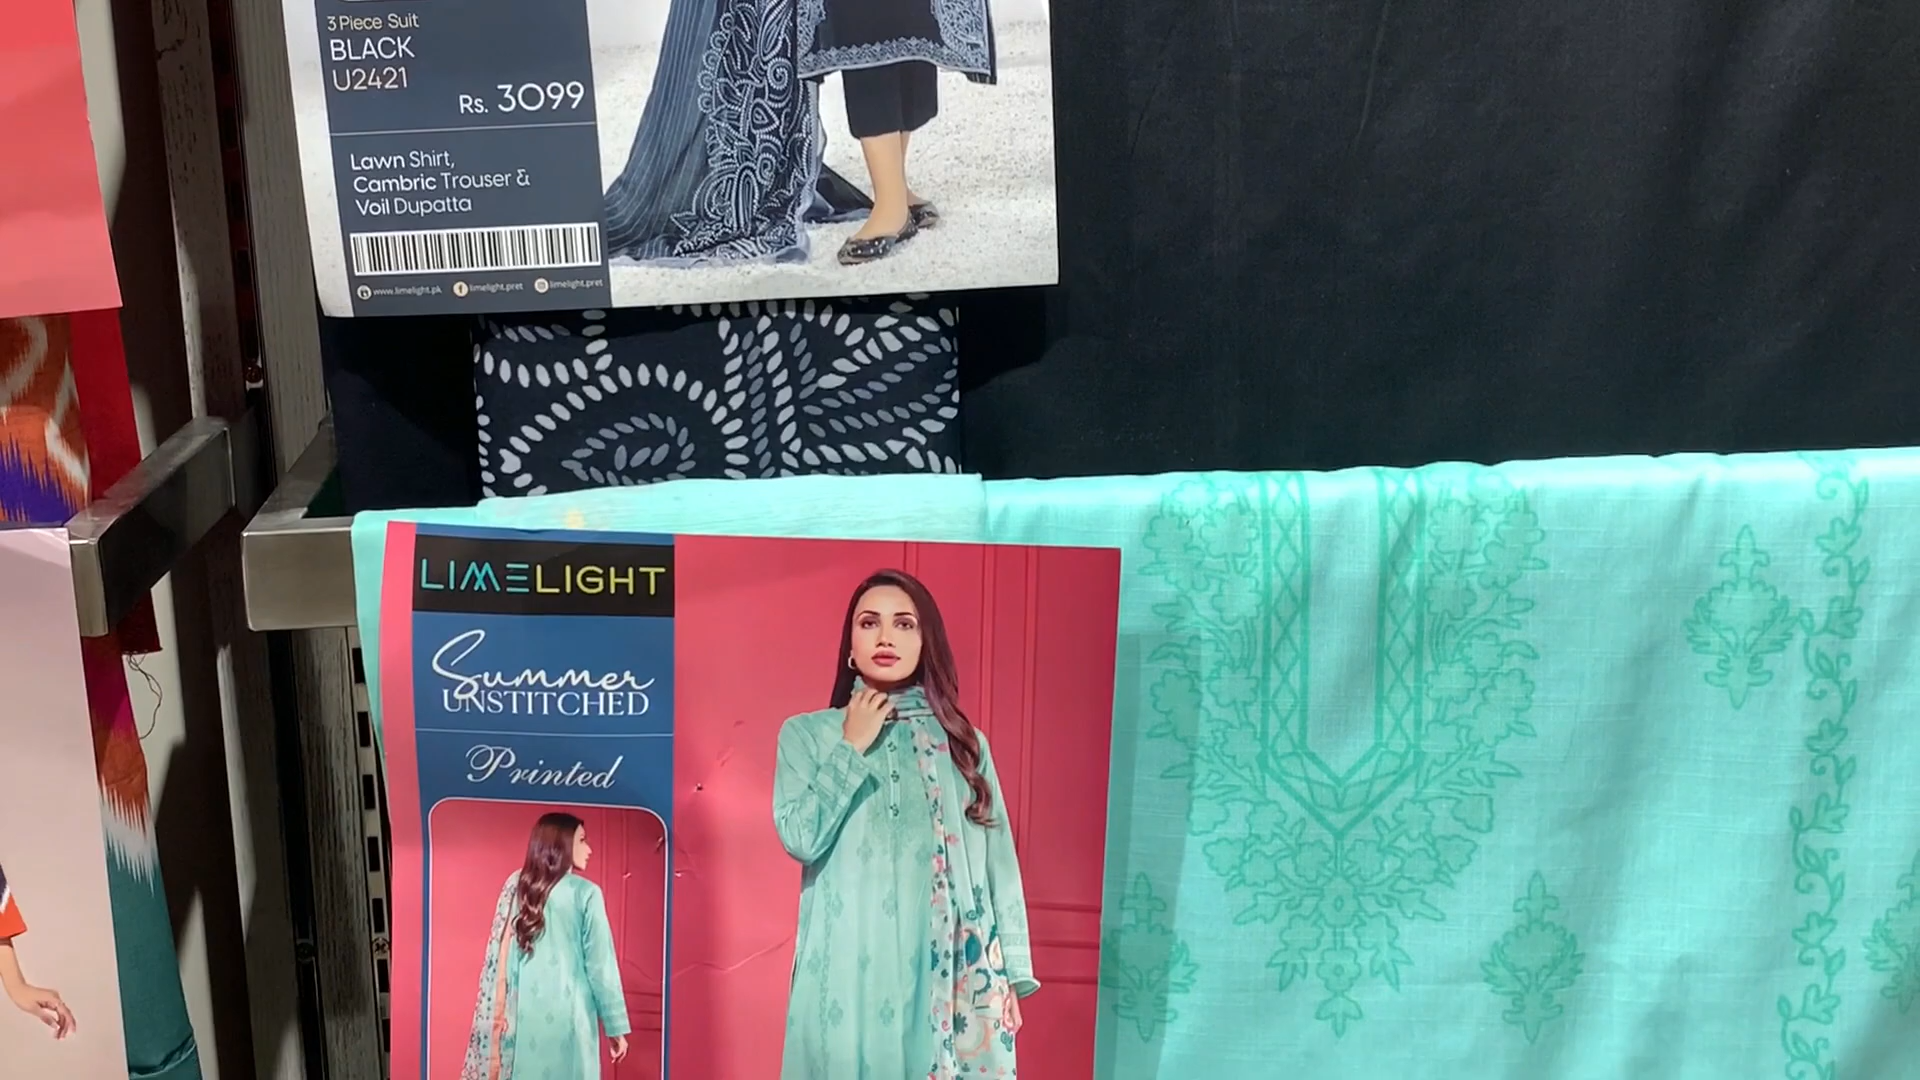 3 Piece Suit
BLACK
U2421
Rs. 3099
Lawn Shirt,
Cambric Trouser &
Voil Dupatta
www.limelight.pk limelight.pret limelight.pret
LIMELIGHT
Summer
UNSTITCHED
Printed